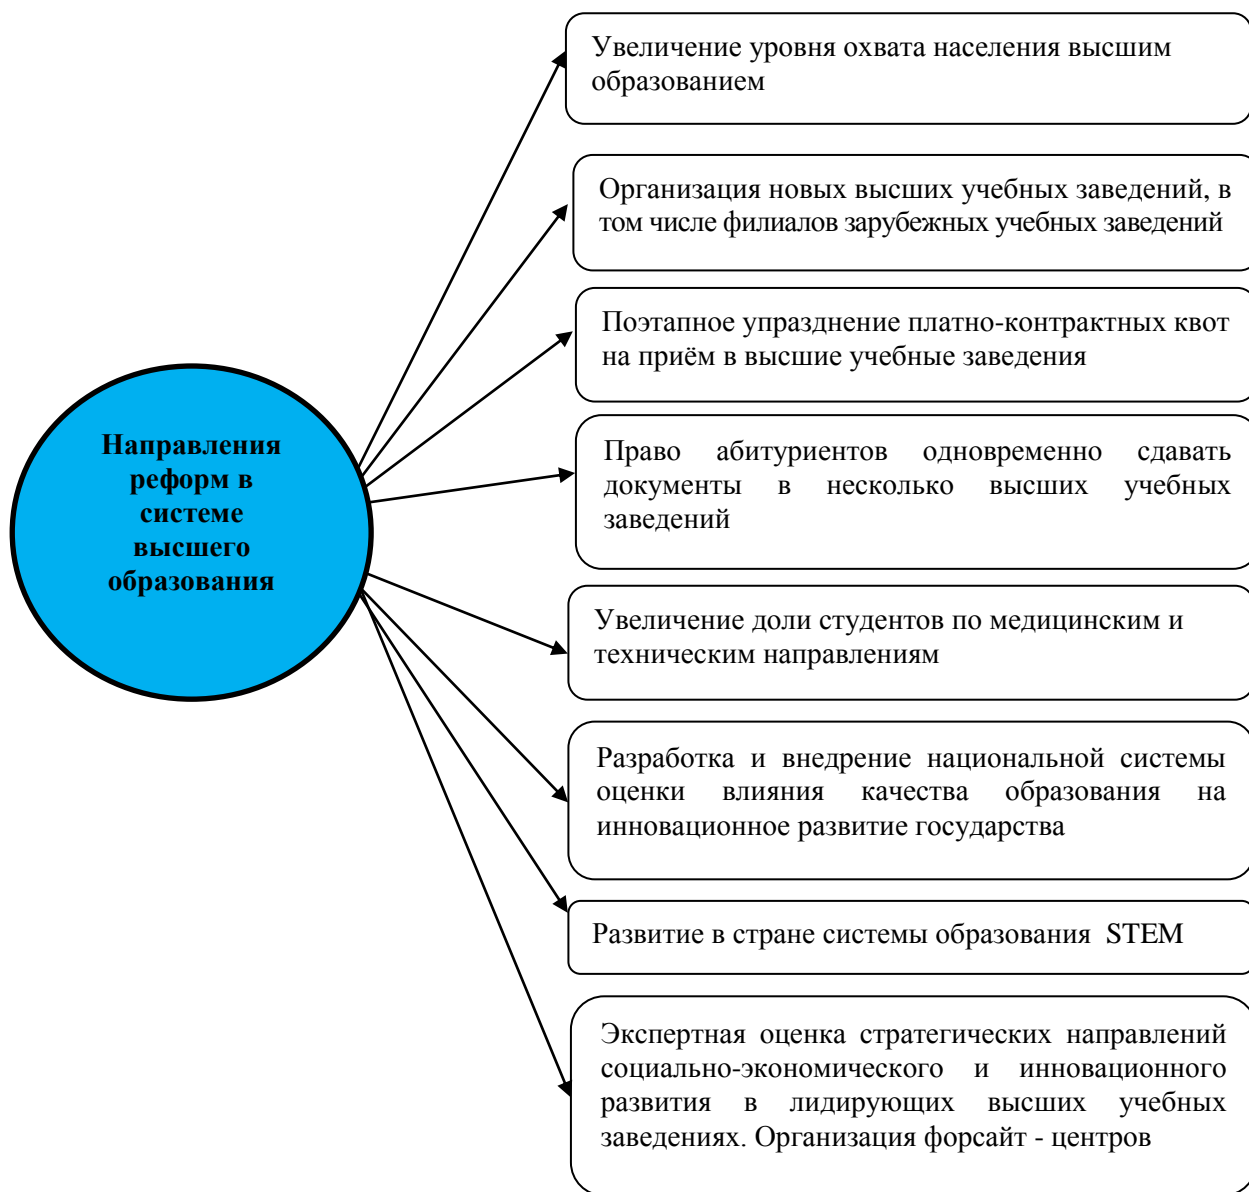 Увеличение уровня охвата населения высшим
образованием
Организация новых высших учебных заведений, в
том числе филиалов зарубежных учебных заведений
Поэтапное упразднение платно-контрактных квот
на приём в высшие учебные заведения
Направления
реформ в
системе
высшего
образования
Право абитуриентов одновременно сдавать
документы в несколько высших учебных
заведений
Увеличение доли студентов по медицинским и
техническим направлениям
Разработка и внедрение национальной системы
оценки влияния качества образования на
инновационное развитие государства
Развитие в стране системы образования STEM
Экспертная оценка стратегических направлений
социально-экономического и инновационного
развития в лидирующих высших учебных
заведениях. Организация форсайт - центров